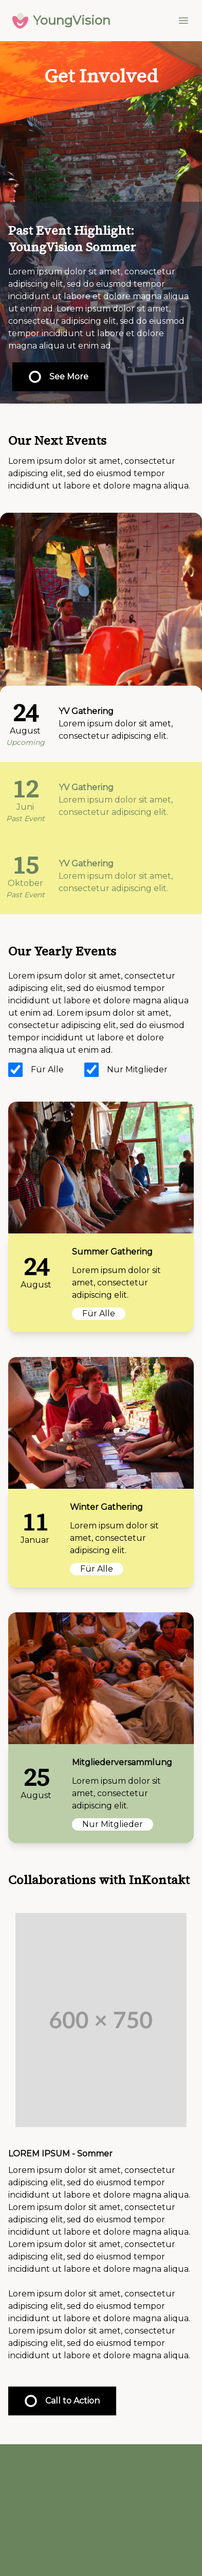 YoungVision
Get Involved
Past Event Highlight:
YoungVision Sommer
Lorem ipsum dolor sit amet, consectetur
adipiscing elit, sed do eiusmod tempor
incididunt ut labore et dolore magna aliqua
ut enim ad. Lorem ipsum dolor sit amet,
consectetur adipiscing elit, sed do eiusmod
tempor incididunt ut labore et dolore
magna aliqua ut enim ad.
See More
Our Next Events
Lorem ipsum dolor sit amet, consectetur
adipiscing elit, sed do eiusmod tempor
incididunt ut labore et dolore magna aliqua.
24
August
Upcoming
YV Gathering
Lorem ipsum dolor sit amet,
consectetur adipiscing elit.
12
Juni
Past Event
YV Gathering
Lorem ipsum dolor sit amet,
consectetur adipiscing elit.
15
Oktober
Past Event
YV Gathering
Lorem ipsum dolor sit amet,
consectetur adipiscing elit.
Our Yearly Events
Lorem ipsum dolor sit amet, consectetur
adipiscing elit, sed do eiusmod tempor
incididunt ut labore et dolore magna aliqua
ut enim ad. Lorem ipsum dolor sit amet,
consectetur adipiscing elit, sed do eiusmod
tempor incididunt ut labore et dolore
magna aliqua ut enim ad.
Für Alle
Nur Mitglieder
24
August
Summer Gathering
Lorem ipsum dolor sit
amet, consectetur
adipiscing elit.
Für Alle
11
Januar
Winter Gathering
Lorem ipsum dolor sit
amet, consectetur
adipiscing elit.
Für Alle
25
August
Mitgliederversammlung
Lorem ipsum dolor sit
amet, consectetur
adipiscing elit.
Nur Mitglieder
Collaborations with InKontakt
600 × 750
LOREM IPSUM - Sommer
Lorem ipsum dolor sit amet, consectetur
adipiscing elit, sed do eiusmod tempor
incididunt ut labore et dolore magna aliqua.
Lorem ipsum dolor sit amet, consectetur
adipiscing elit, sed do eiusmod tempor
incididunt ut labore et dolore magna aliqua.
Lorem ipsum dolor sit amet, consectetur
adipiscing elit, sed do eiusmod tempor
incididunt ut labore et dolore magna aliqua.
Lorem ipsum dolor sit amet, consectetur
adipiscing elit, sed do eiusmod tempor
incididunt ut labore et dolore magna aliqua.
Lorem ipsum dolor sit amet, consectetur
adipiscing elit, sed do eiusmod tempor
incididunt ut labore et dolore magna aliqua.
Call to Action